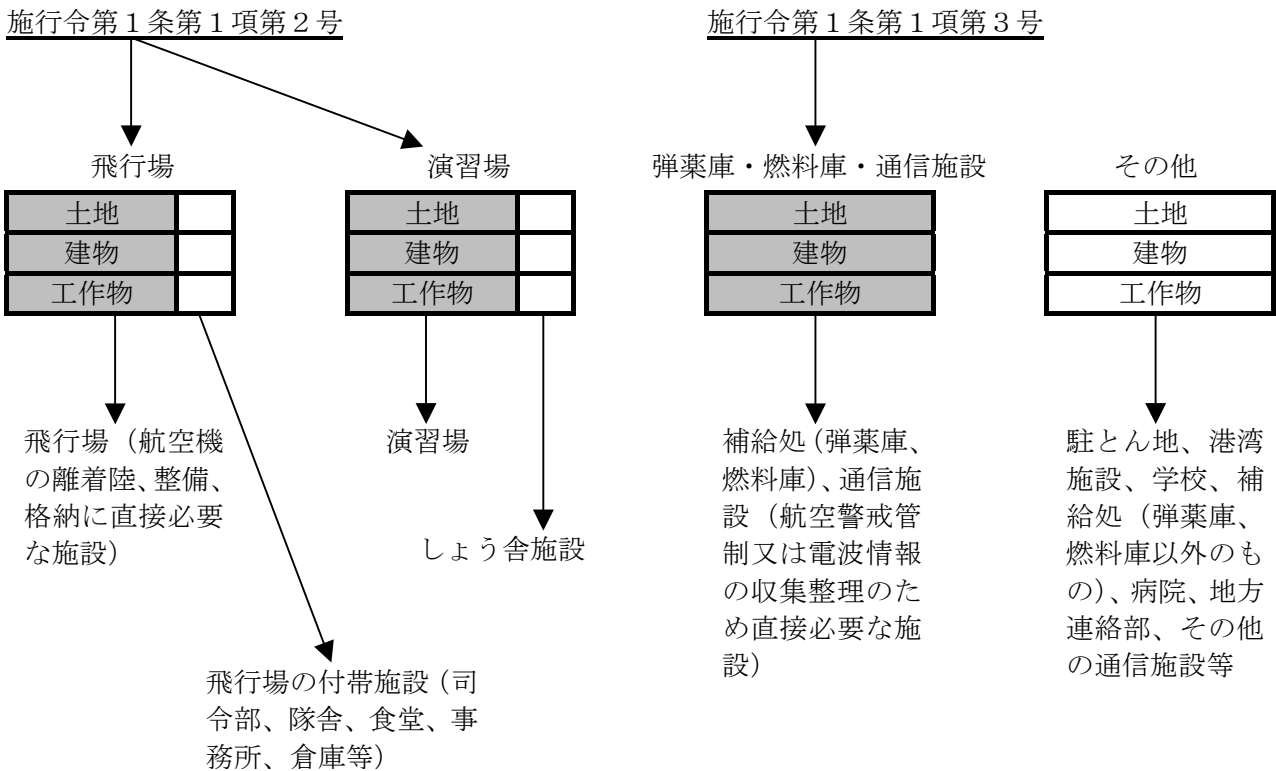 施行令第１条第１項第２号
施行令第１条第１項第３号
飛行場
演習場
弾薬庫・燃料庫・通信施設
その他
土地
建物
工作物
土地
建物
工作物
土地
建物
工作物
土地
建物
工作物
飛行場（航空機
の離着陸、整備、
格納に直接必要
な施設）
飛行場の付帯施設（司
令部、隊舎、食堂、事
務所、倉庫等）
演習場
しょう舎施設
補給処（弾薬庫、
燃料庫）、通信施
設（航空警戒管
制又は電波情報
の収集整理のた
め直接必要な施
設）
駐とん地、港湾
施設、学校、補
給処（弾薬庫、
燃料庫以外のも
の）、病院、地方
連絡部、その他
の通信施設等